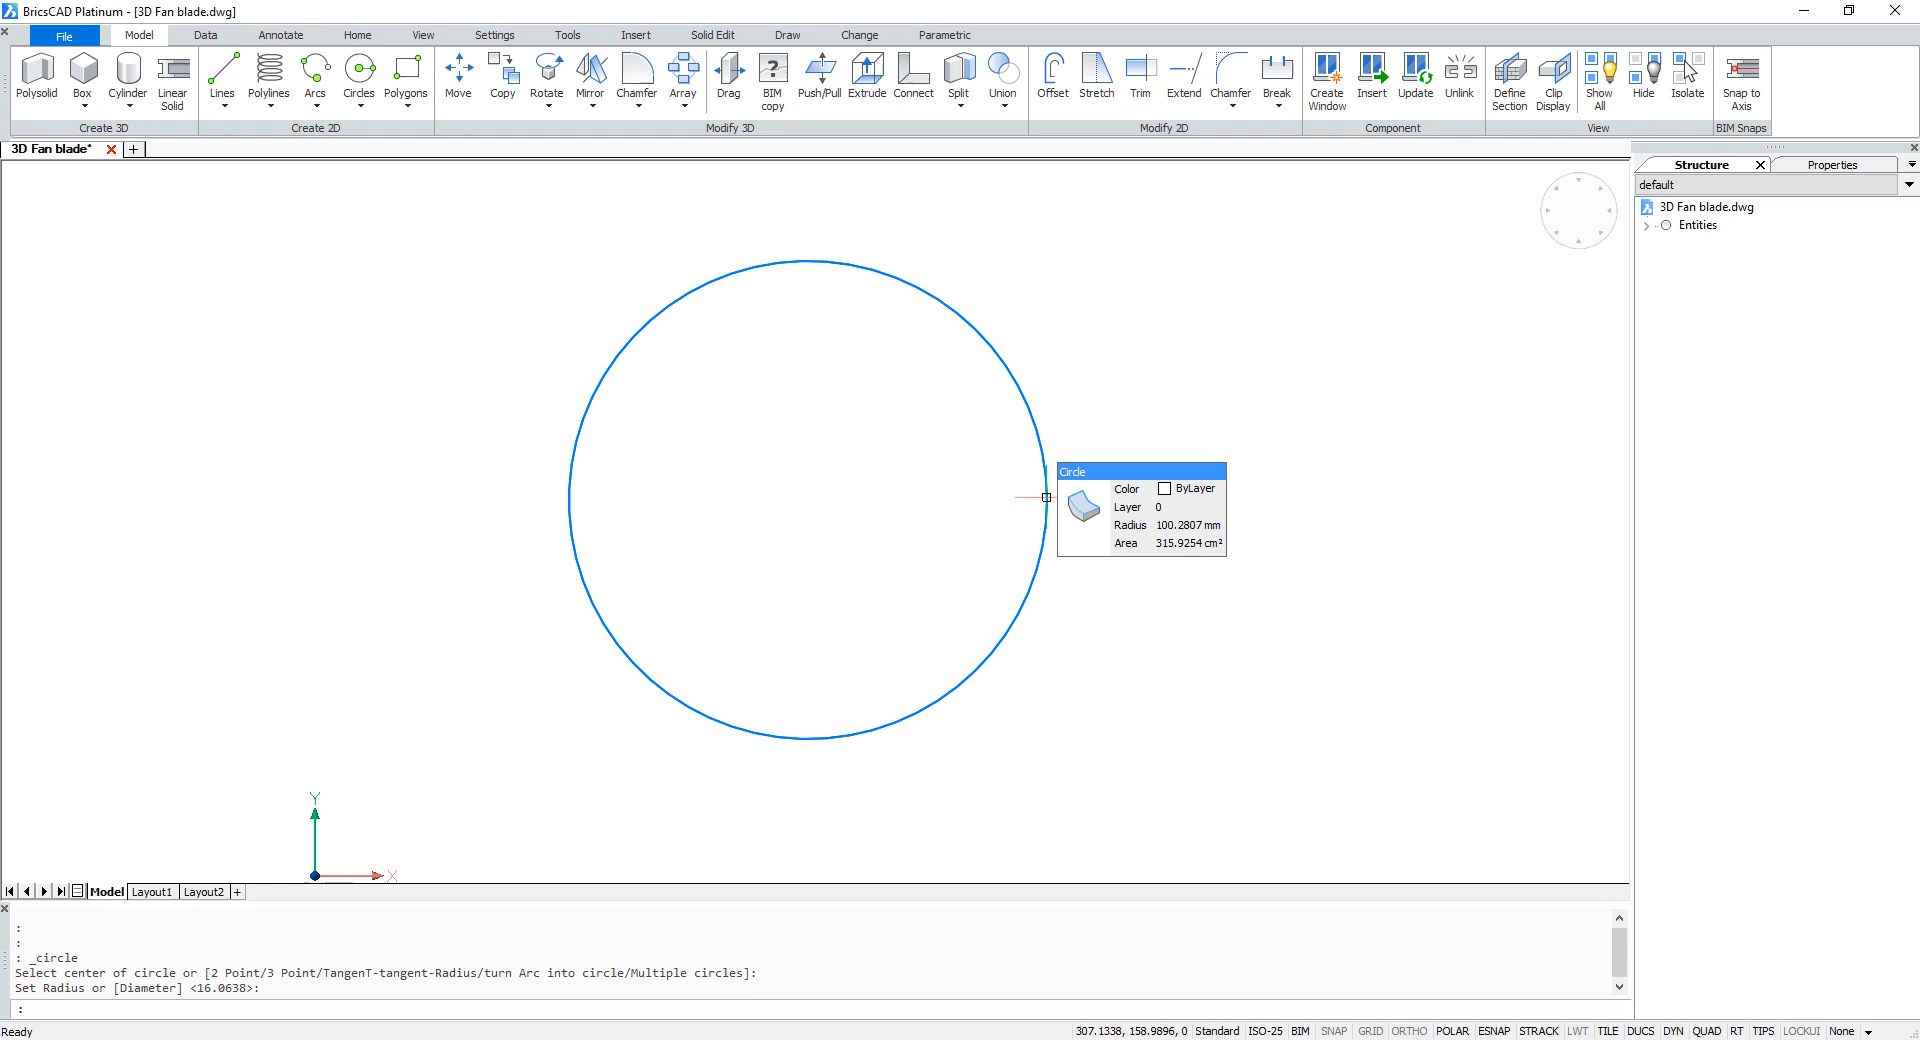 BricsCAD Platinum - [3D Fan blade.dwg]
File Model Data Annotate Home View Settings Tools Insert Solid Edit Draw Change Parametric
Polysolid Box Cylinder Linear Solid Lines Polylines Arcs Circles Polygons Move Copy Rotate Mirror Chamfer Array Drag BIM copy Push/Pull Extrude Connect Split Union Offset Stretch Trim Extend Chamfer Break Create Window Insert Update Unlink Define Section Clip Display Show All Hide Isolate Snap to Axis
Create 3D Create 2D Modify 3D Modify 2D Component View BIM Snaps
3D Fan blade*
Structure Properties
default
3D Fan blade.dwg
Entities
Circle
Color ByLayer
Layer 0
Radius 100.2807 mm
Area 315.9254 cm²
Y
X
Model Layout1 Layout2 +
:
:
: _circle
Select center of circle or [2 Point/3 Point/TangenT-tangent-Radius/turn Arc into circle/Multiple circles]:
Set Radius or [Diameter] <16.0638>:
:
Ready 307.1338, 158.9896, 0 Standard ISO-25 BIM SNAP GRID ORTHO POLAR ESNAP STRACK LWT TILE DUCS DYN QUAD RT TIPS LOCKUI None